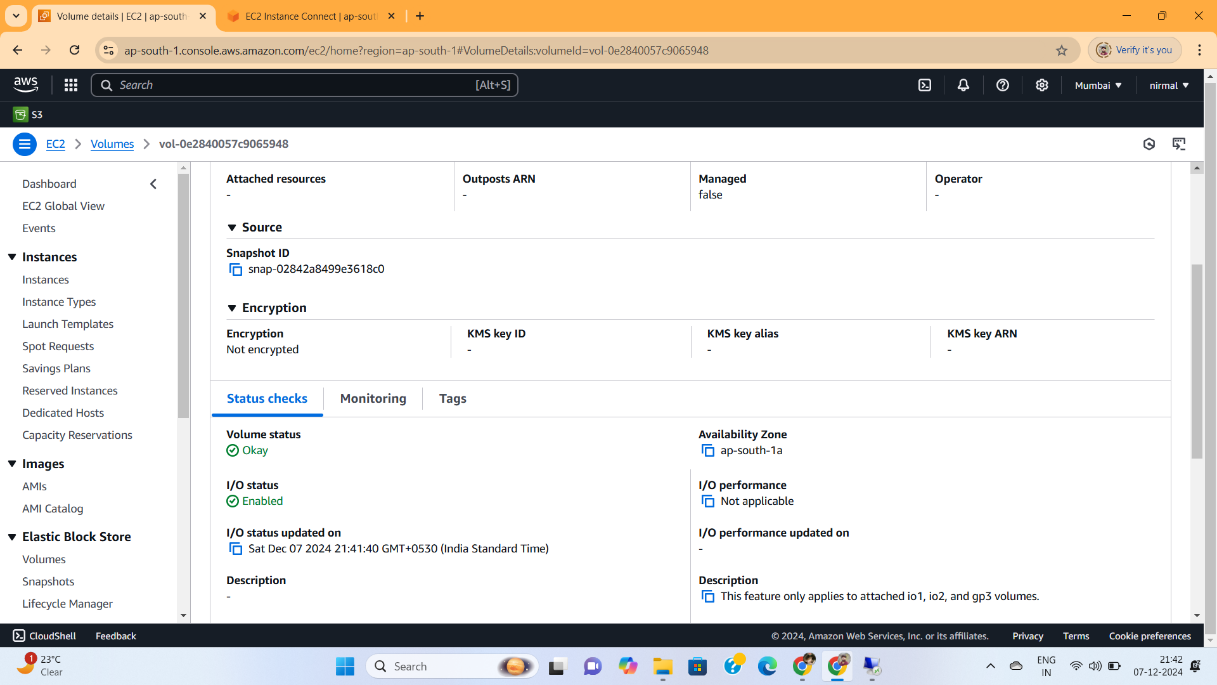 Volume details | EC2 | ap-south-
EC2 Instance Connect | ap-sout
ap-south-1.console.aws.amazon.com/ec2/home?region=ap-south-1#VolumeDetails:volumeId=vol-0e2840057c9065948
Verify it's you
aws
Search [Alt+S]
Mumbai ▼
nirmal ▼
S3
EC2 > Volumes > vol-0e2840057c9065948
Dashboard
EC2 Global View
Events
Instances
Instances
Instance Types
Launch Templates
Spot Requests
Savings Plans
Reserved Instances
Dedicated Hosts
Capacity Reservations
Images
AMIs
AMI Catalog
Elastic Block Store
Volumes
Snapshots
Lifecycle Manager
Attached resources
-
Outposts ARN
-
Managed
false
Operator
-
Source
Snapshot ID
snap-02842a8499e3618c0
Encryption
Encryption
Not encrypted
KMS key ID
-
KMS key alias
-
KMS key ARN
-
Status checks
Monitoring
Tags
Volume status
Okay
Availability Zone
ap-south-1a
I/O status
Enabled
I/O performance
Not applicable
I/O status updated on
Sat Dec 07 2024 21:41:40 GMT+0530 (India Standard Time)
I/O performance updated on
-
Description
-
Description
This feature only applies to attached io1, io2, and gp3 volumes.
CloudShell
Feedback
© 2024, Amazon Web Services, Inc. or its affiliates.
Privacy
Terms
Cookie preferences
1
23°C
Clear
Search
ENG
IN
21:42
07-12-2024